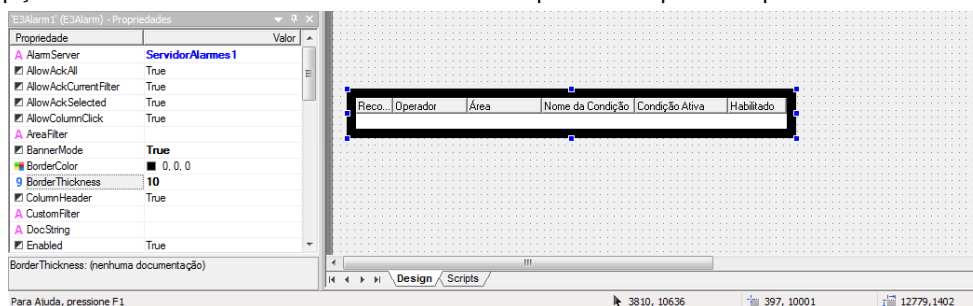 'E3Alarm1' (E3Alarm) - Propriedades
Propriedade Valor
A AlarmServer ServidorAlarmes1
AllowAckAll True
AllowAckCurrentFilter True
AllowAckSelected True
AllowColumnClick True
A AreaFilter
BannerMode True
BorderColor 0, 0, 0
9 BorderThickness 10
ColumnHeader True
A CustomFilter
A DocString
Enabled True
BorderThickness: (nenhuma documentação)
Reco... Operador Área Nome da Condição Condição Ativa Habilitado
Design Scripts
Para Ajuda, pressione F1 3810, 10636 397, 10001 12779,1402